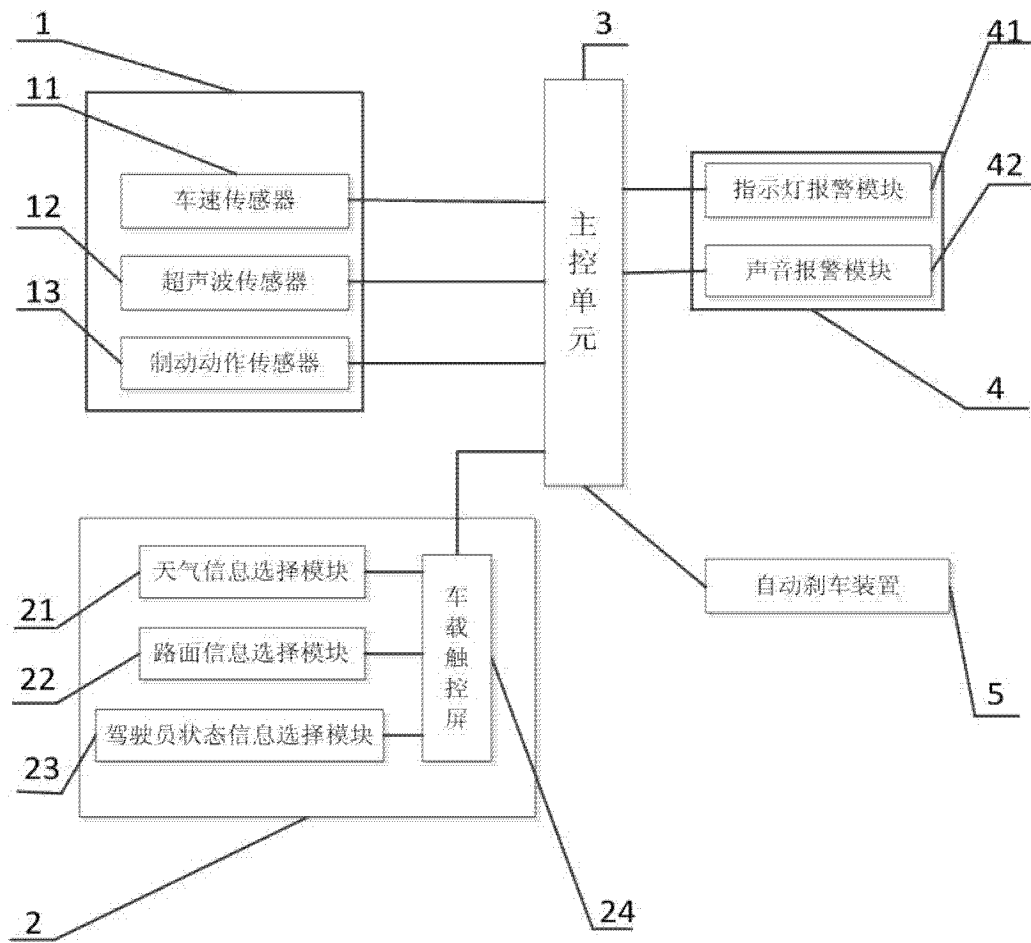 1
3
41
11
车速传感器
指示灯报警模块
42
12
超声波传感器
主控单元
声音报警模块
13
制动动作传感器
4
天气信息选择模块
21
车载触控屏
自动刹车装置
路面信息选择模块
22
5
驾驶员状态信息选择模块
23
2
24